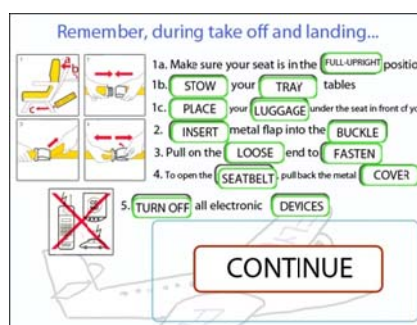 Remember, during take off and landing...
1a. Make sure your seat is in the FULL-UPRIGHT positio
1b. STOW your TRAY tables
1c. PLACE your LUGGAGE under the seat in front of yo
2. INSERT metal flap into the BUCKLE
3. Pull on the LOOSE end to FASTEN
4. To open the SEATBELT, pull back the metal COVER
5. TURN OFF all electronic DEVICES
a
b
c
CONTINUE